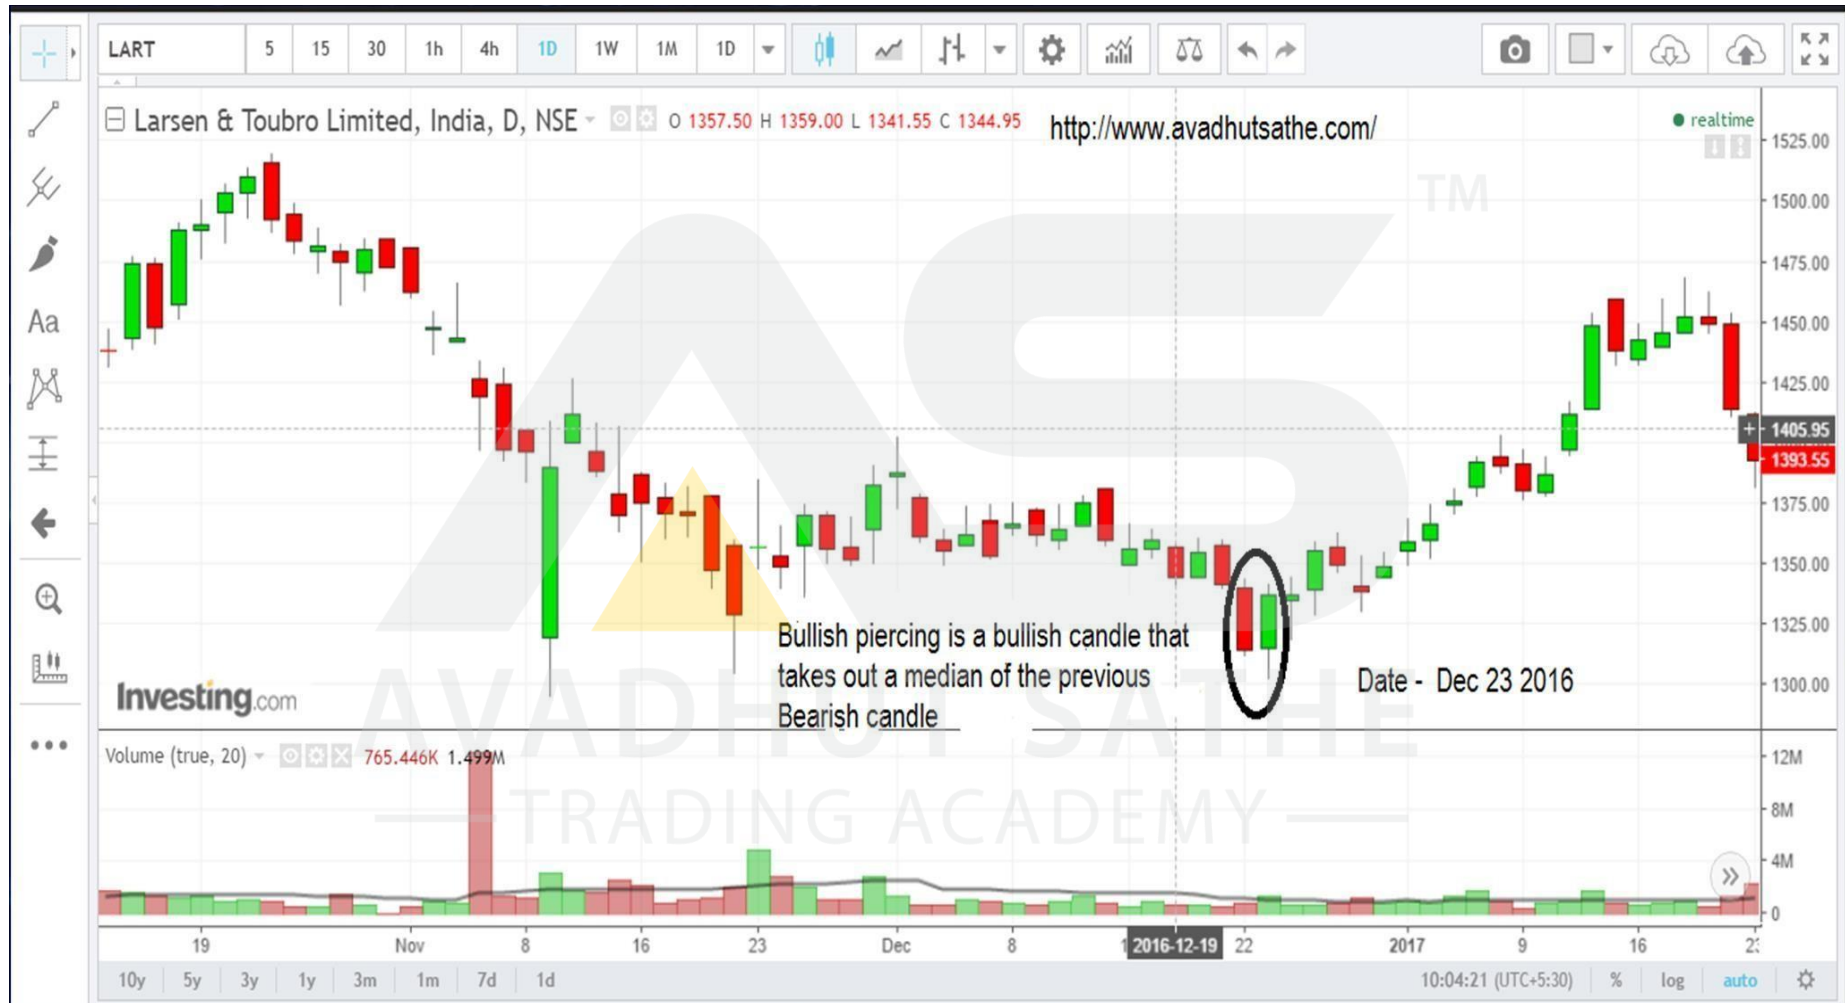 LART 5 15 30 1h 4h 1D 1W 1M 1D
Larsen & Toubro Limited, India, D, NSE O 1357.50 H 1359.00 L 1341.55 C 1344.95
http://www.avadhutsathe.com/
realtime
1525.00
TM
1500.00
1475.00
Aa
1450.00
1425.00
1405.95
1393.55
1375.00
1350.00
Bullish piercing is a bullish candle that
takes out a median of the previous
Bearish candle
1325.00
Date - Dec 23 2016
1300.00
Investing.com
AVADHUT SATHE
Volume (true, 20) 765.446K 1.499M
12M
TRADING ACADEMY
8M
4M
0
19 Nov 8 16 23 Dec 8 2016-12-19 22 2017 9 16
10y 5y 3y 1y 3m 1m 7d 1d 10:04:21 (UTC+5:30) % log auto